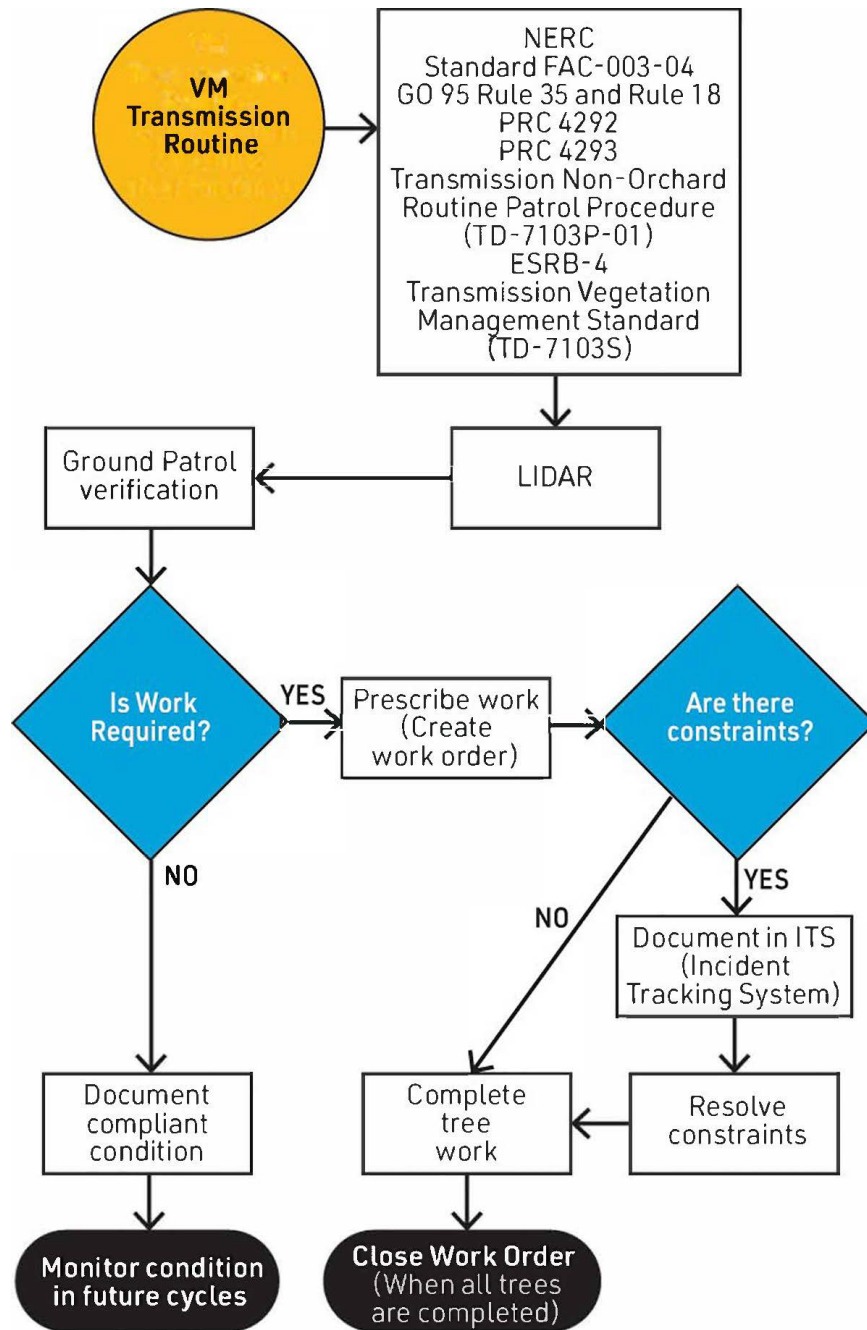 VM
Transmission
Routine
NERC
Standard FAC-003-04
GO 95 Rule 35 and Rule 18
PRC 4292
PRC 4293
Transmission Non-Orchard
Routine Patrol Procedure
(TD-7103P-01)
ESRB-4
Transmission Vegetation
Management Standard
(TD-7103S)
Ground Patrol
verification
LIDAR
Is Work
Required?
YES
Prescribe work
(Create
work order)
Are there
constraints?
NO
NO
YES
Document in ITS
(Incident
Tracking System)
Document
compliant
condition
Complete
tree
work
Resolve
constraints
Monitor condition
in future cycles
Close Work Order
(When all trees
are completed)